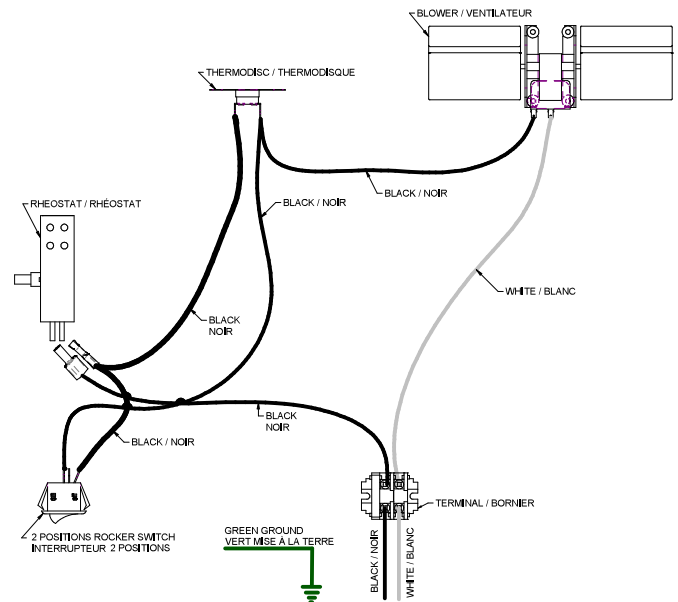 BLOWER / VENTILATEUR
THERMODISC / THERMODISQUE
BLACK / NOIR
BLACK / NOIR
RHEOSTAT / RHÉOSTAT
WHITE / BLANC
BLACK
NOIR
BLACK
NOIR
BLACK / NOIR
TERMINAL / BORNIER
2 POSITIONS ROCKER SWITCH
INTERRUPTEUR 2 POSITIONS
GREEN GROUND
VERT MISE À LA TERRE
BLACK / NOIR
WHITE / BLANC